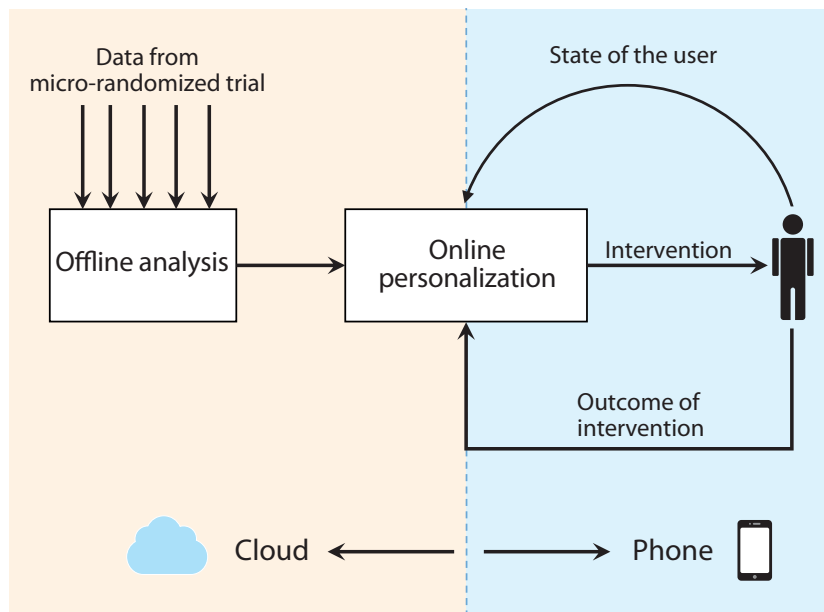 Data from
micro-randomized trial
State of the user
Offline analysis
Online
personalization
Intervention
Outcome of
intervention
Cloud
Phone